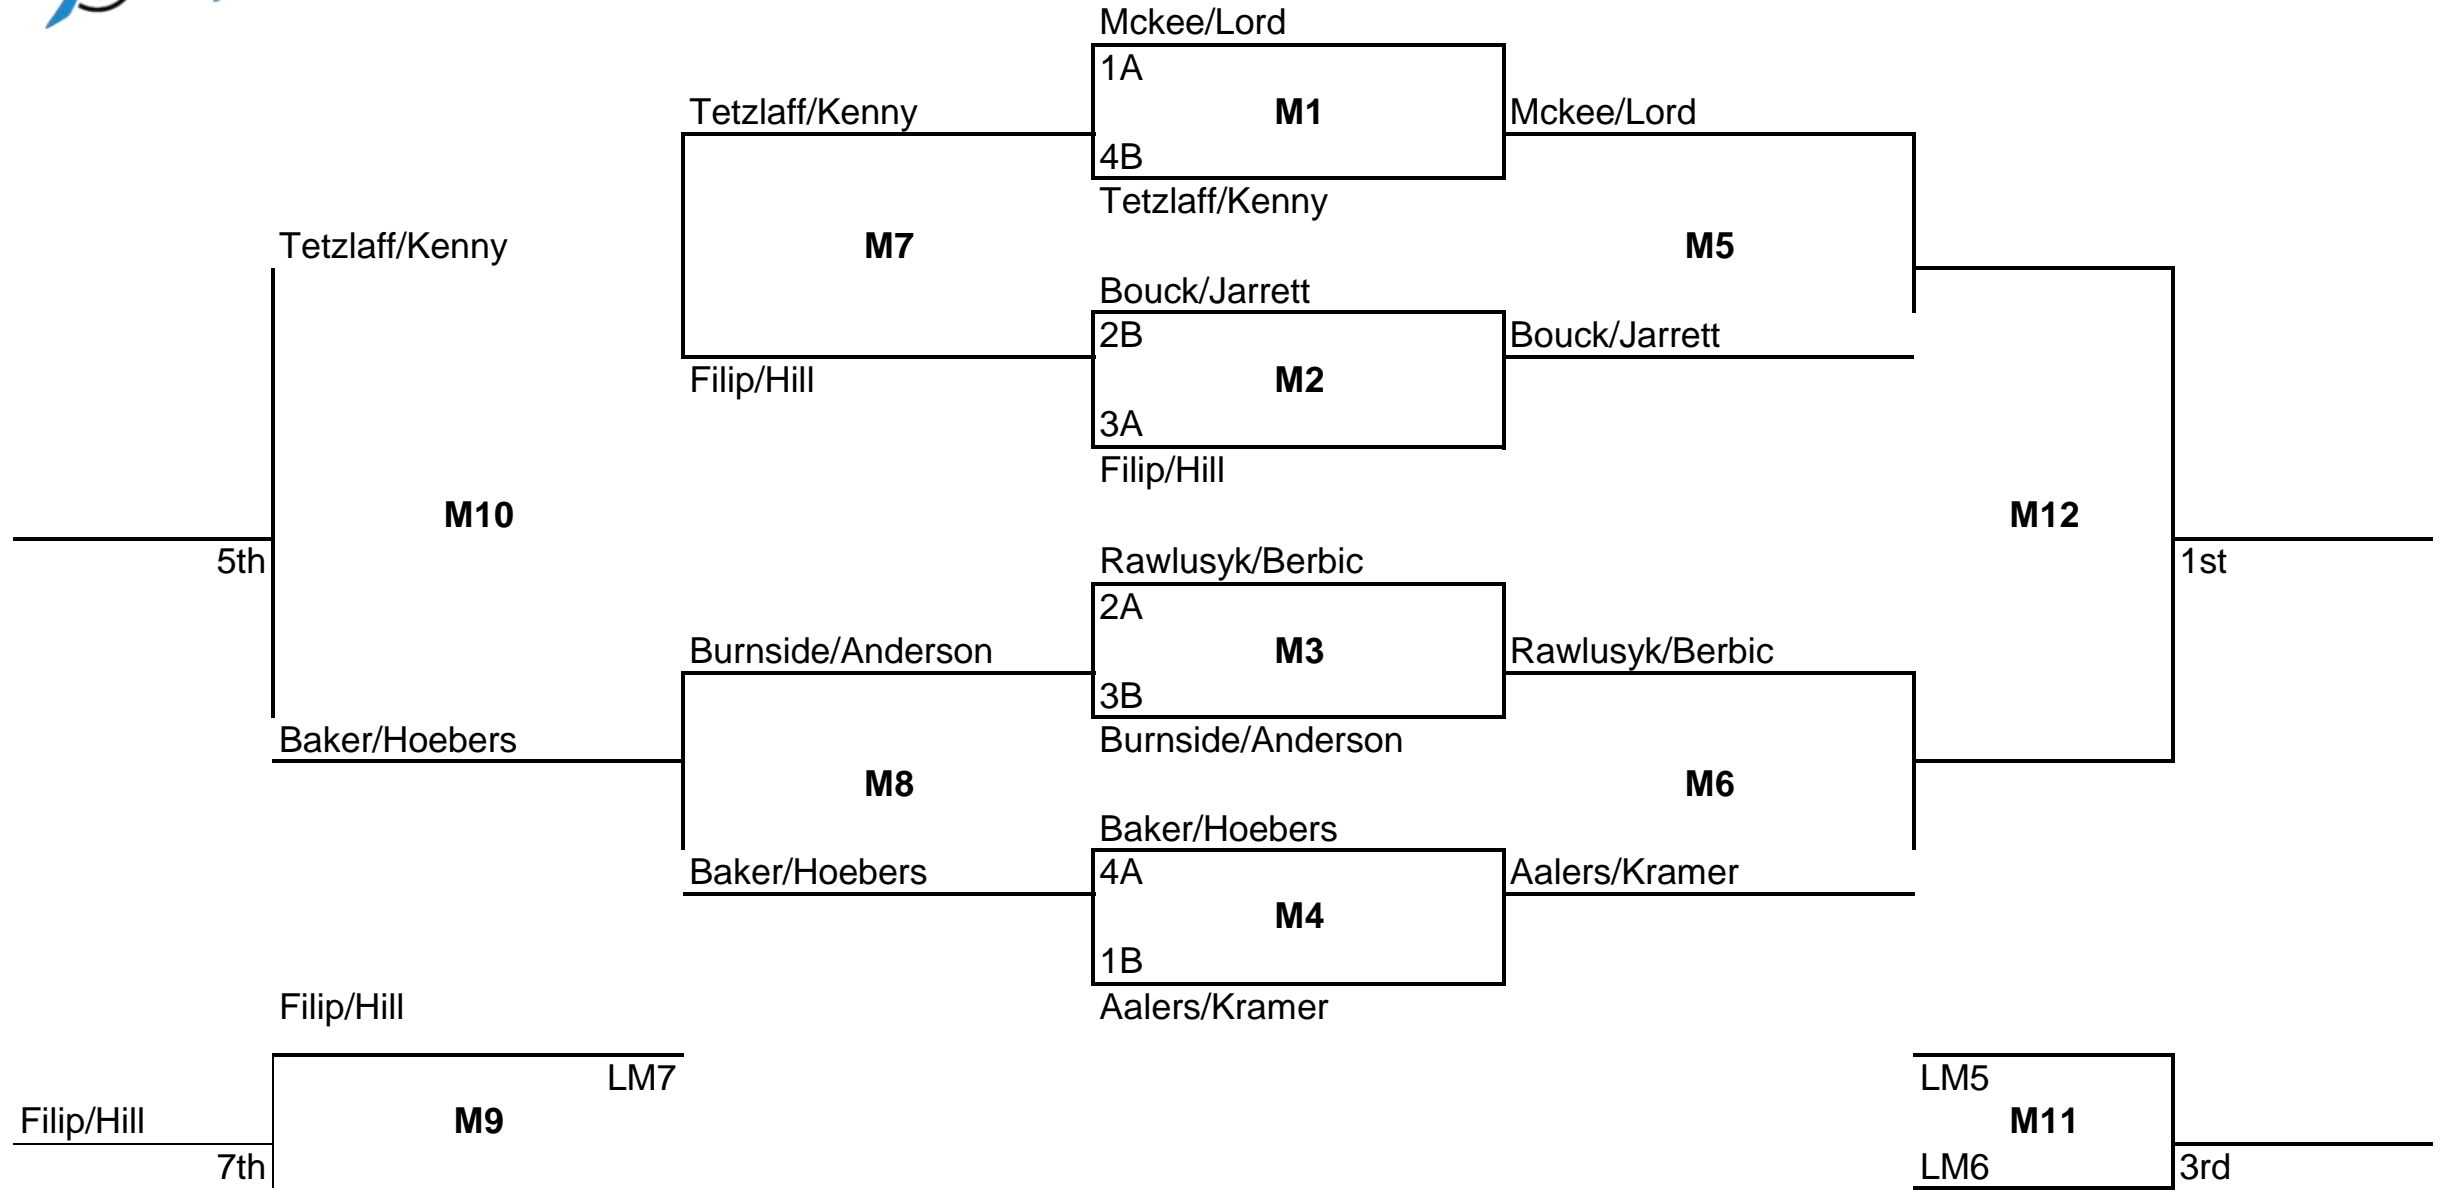 Mckee/Lord
1A
Tetzlaff/Kenny M1 Mckee/Lord
4B
Tetzlaff/Kenny
Tetzlaff/Kenny M7 M5
Bouck/Jarrett
2B Bouck/Jarrett
Filip/Hill M2
3A
Filip/Hill
M10 M12
5th Rawlusyk/Berbic 1st
2A
Burnside/Anderson M3 Rawlusyk/Berbic
3B
Baker/Hoebers Burnside/Anderson
M8 M6
Baker/Hoebers
Baker/Hoebers 4A Aalers/Kramer
M4
1B
Filip/Hill Aalers/Kramer
LM7 LM5
Filip/Hill M9 M11
7th LM6 3rd